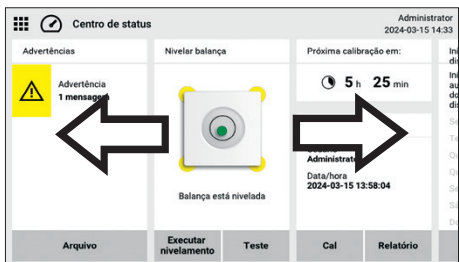 Centro de status
Administrator
2024-03-15 14:33
Advertências
Nivelar balança
Próxima calibração em:
Advertência
1 mensagem
5 h 25 min
Administrator
Data/hora
2024-03-15 13:58:04
Balança está nivelada
Arquivo
Executar
nivelamento
Teste
Cal
Relatório